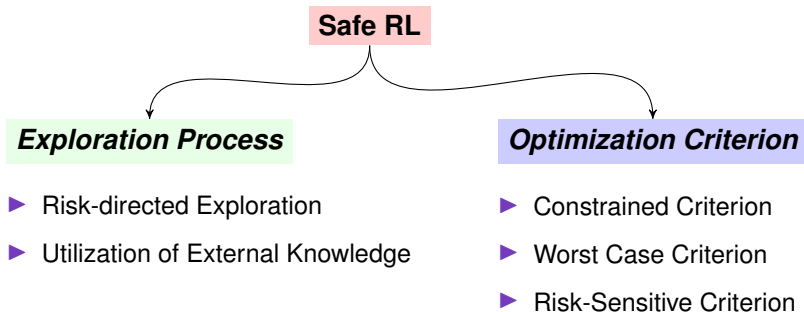 Safe RL
Exploration Process
Risk-directed Exploration
Utilization of External Knowledge
Optimization Criterion
Constrained Criterion
Worst Case Criterion
Risk-Sensitive Criterion